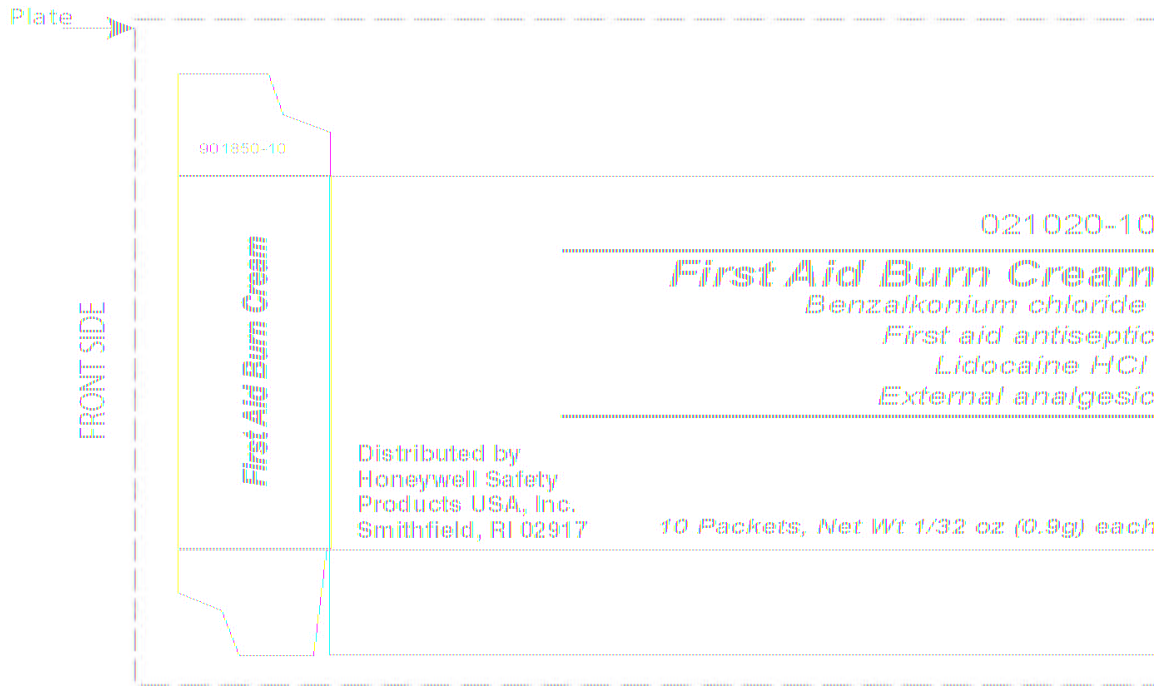 Plate
901850-10
FRONT SIDE
First Aid Burn Cream
021020-10
First Aid Burn Cream
Benzalkonium chloride
First aid antiseptic
Lidocaine HCl
External analgesic
Distributed by
Honeywell Safety
Products USA, Inc.
Smithfield, RI 02917
10 Packets, Net Wt 1/32 oz (0.9g) each